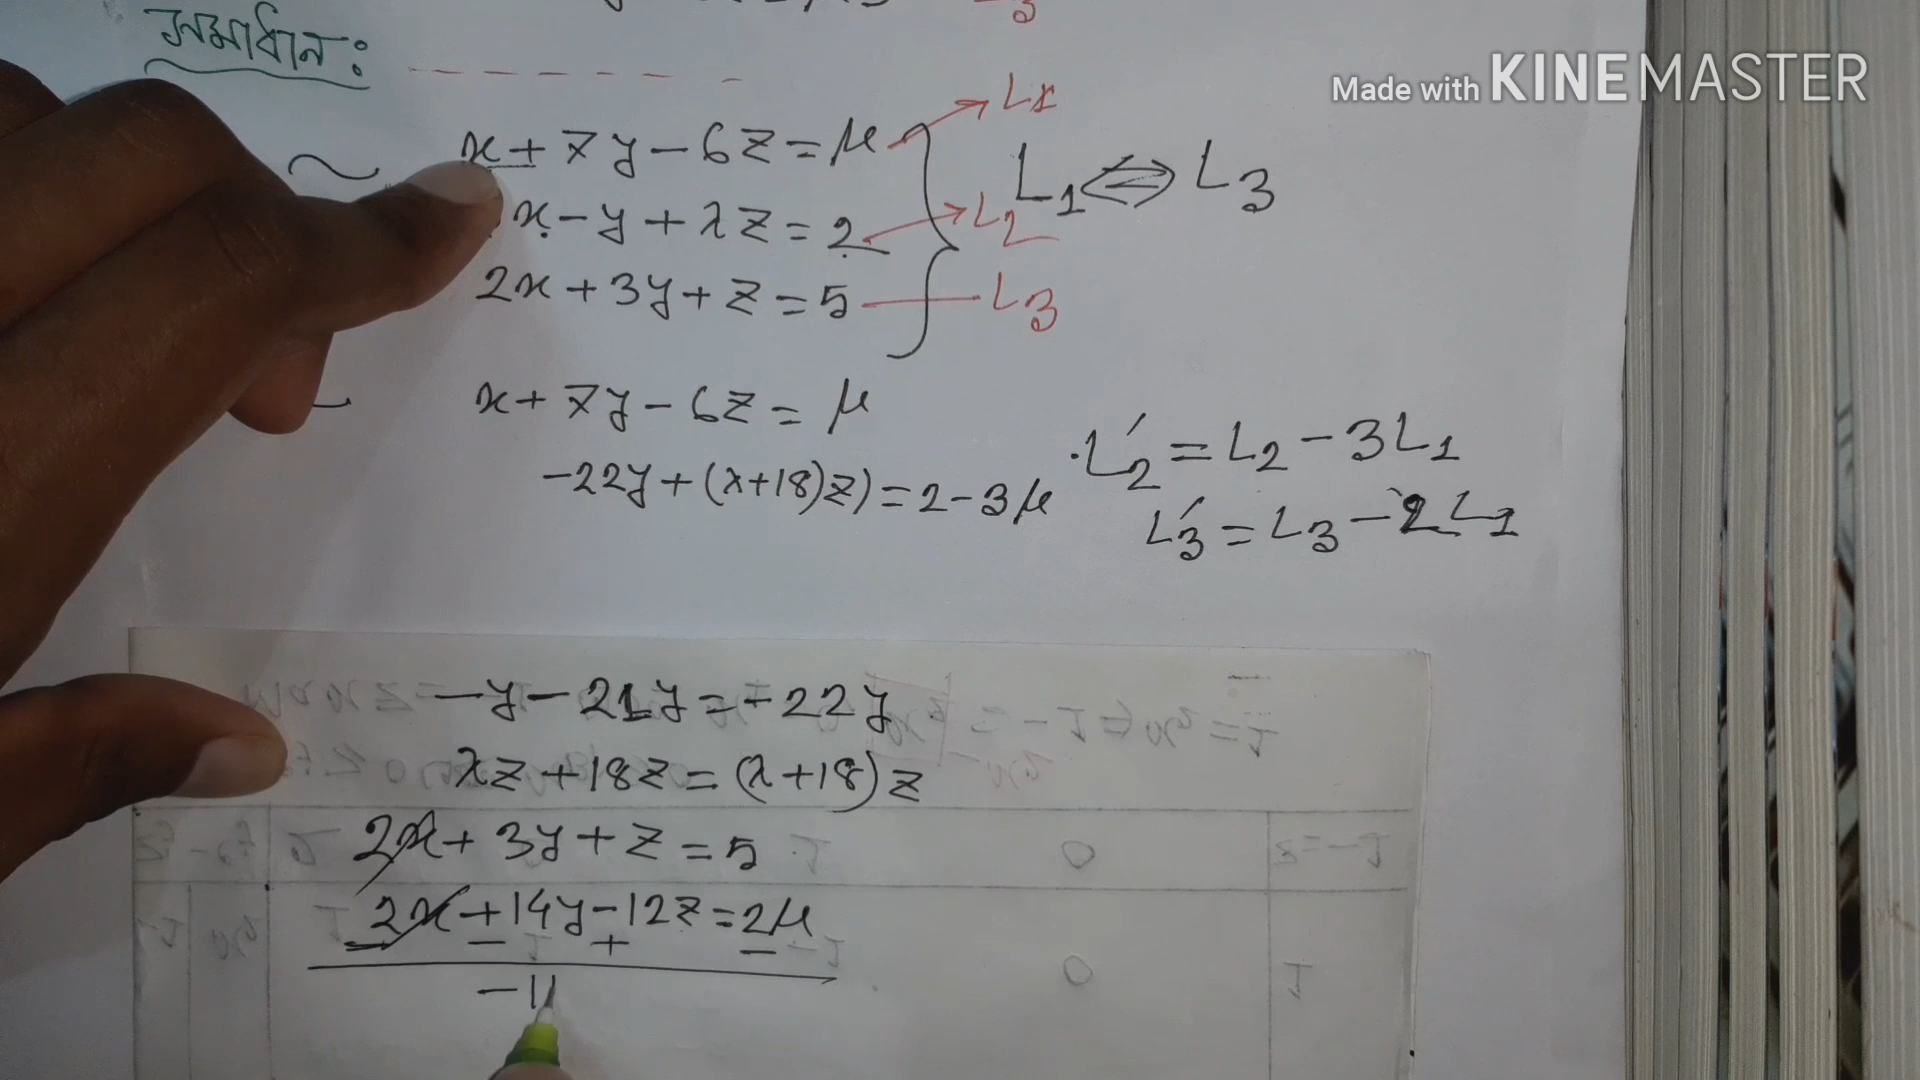 সমাধান:
Made with KINEMASTER
x + 7y - 6z = μ → L1
x - y + λz = 2 → L2
2x + 3y + z = 5 — L3
L1 ⇔ L3
x + 7y - 6z = μ
-22y + (λ+18)z) = 2 - 3μ
L2′ = L2 - 3L1
L3′ = L3 - 2L1
-y - 21y = -22y
λz + 18z = (λ+18)z
2x + 3y + z = 5
2x + 14y - 12z = 2μ
- - + -
-11